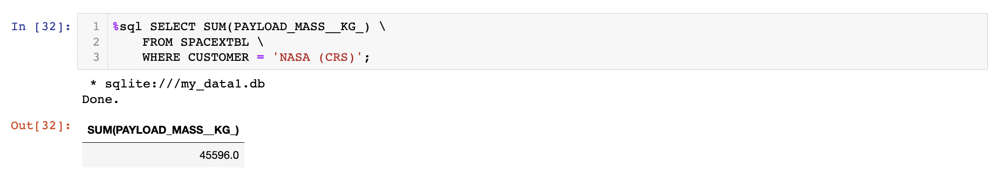 In [32]:
1 %sql SELECT SUM(PAYLOAD_MASS__KG_) \
2 FROM SPACEXTBL \
3 WHERE CUSTOMER = 'NASA (CRS)';
* sqlite:///my_data1.db
Done.
Out[32]:
SUM(PAYLOAD_MASS__KG_)
45596.0